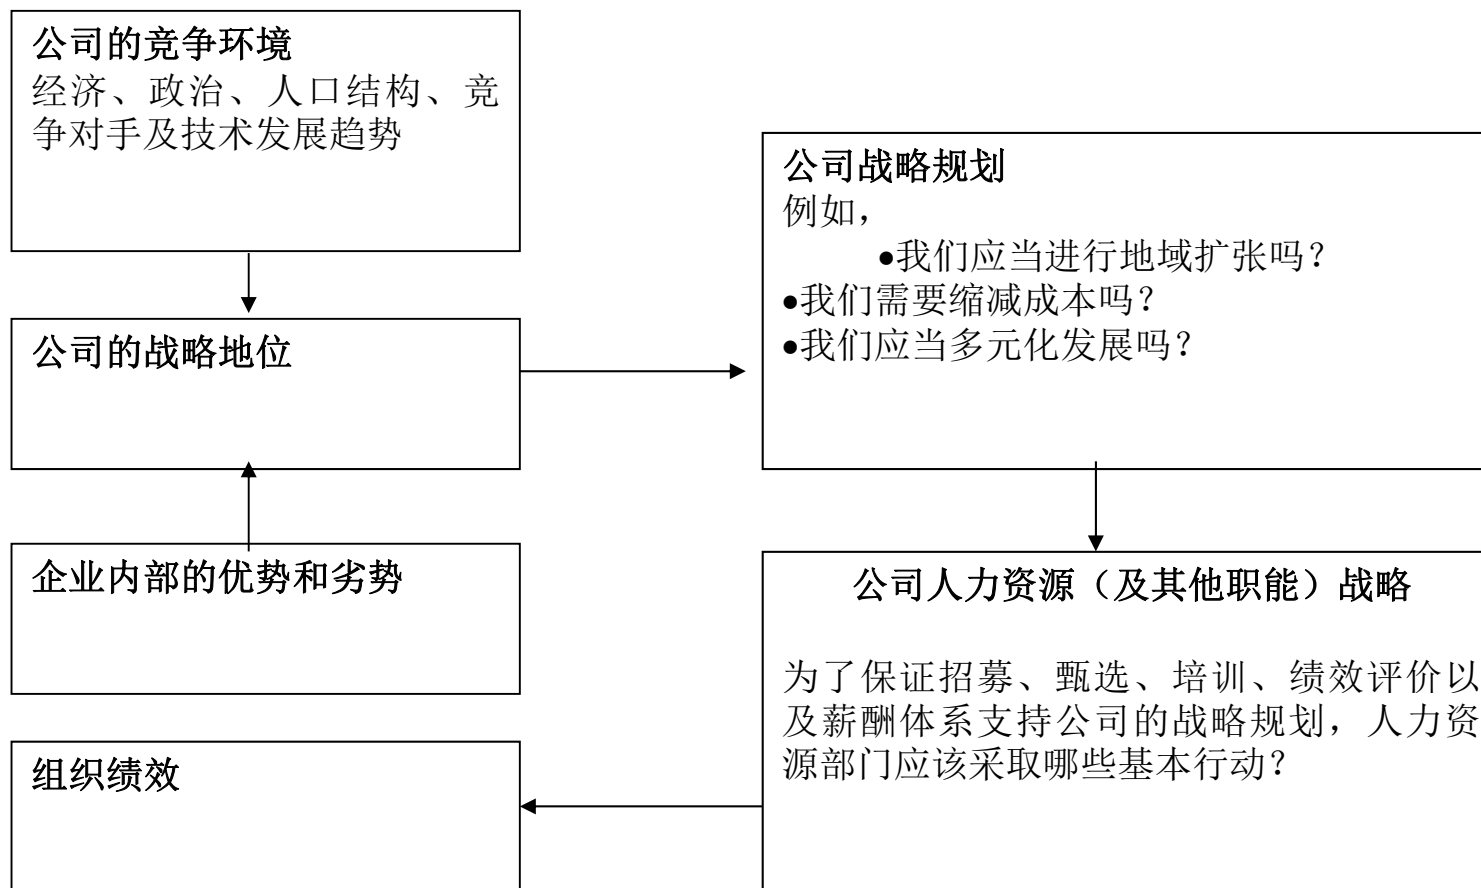 公司的竞争环境
经济、政治、人口结构、竞
争对手及技术发展趋势
公司的战略地位
企业内部的优势和劣势
公司战略规划
例如，
•我们应当进行地域扩张吗？
•我们需要缩减成本吗？
•我们应当多元化发展吗？
公司人力资源（及其他职能）战略
为了保证招募、甄选、培训、绩效评价以
及薪酬体系支持公司的战略规划，人力资
源部门应该采取哪些基本行动？
组织绩效